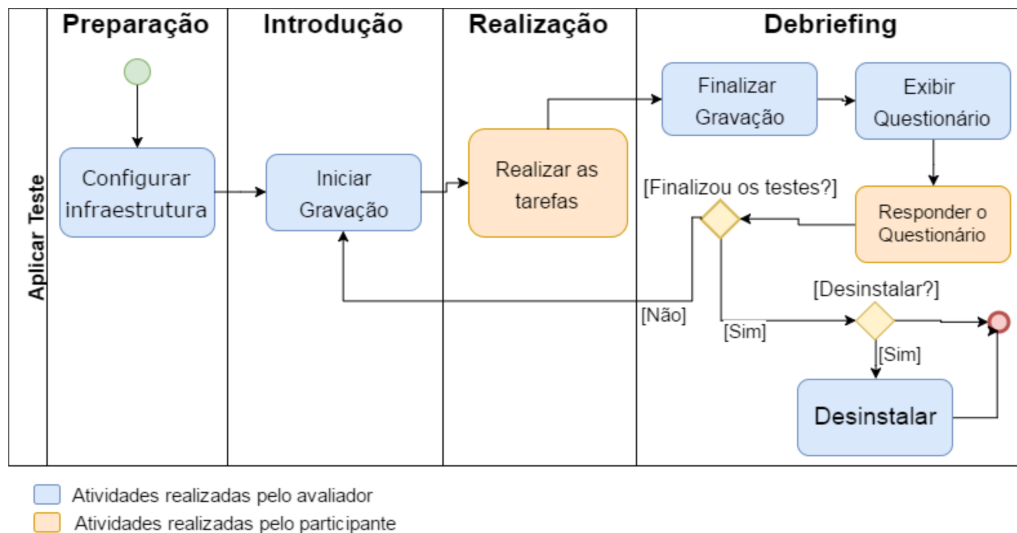 Preparação
Introdução
Realização
Debriefing
Aplicar Teste
Configurar
infraestrutura
Iniciar
Gravação
Realizar as
tarefas
Finalizar
Gravação
Exibir
Questionário
Responder o
Questionário
[Finalizou os testes?]
[Não]
[Sim]
[Desinstalar?]
[Sim]
Desinstalar
Atividades realizadas pelo avaliador
Atividades realizadas pelo participante